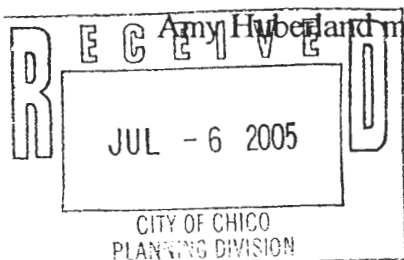 Amy Huberland m
RECEIVED
JUL - 6 2005
CITY OF CHICO
PLANNING DIVISION